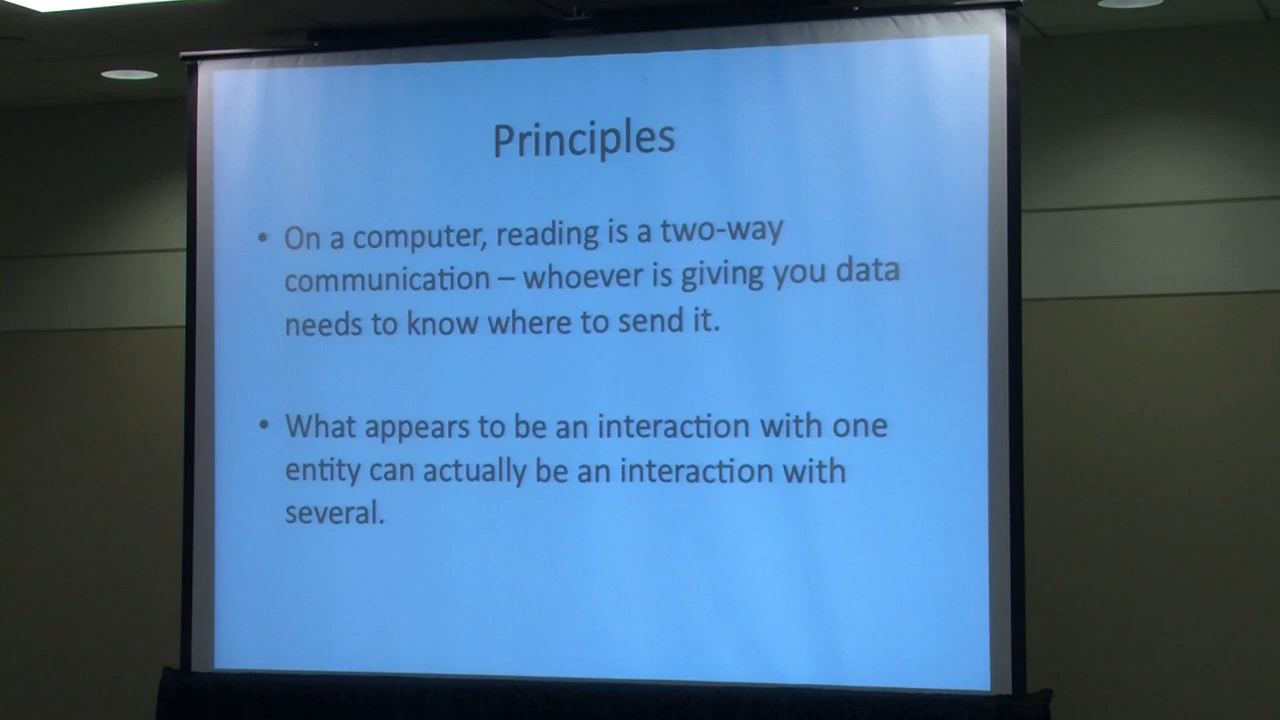 Principles
• On a computer, reading is a two-way
communication – whoever is giving you data
needs to know where to send it.
• What appears to be an interaction with one
entity can actually be an interaction with
several.